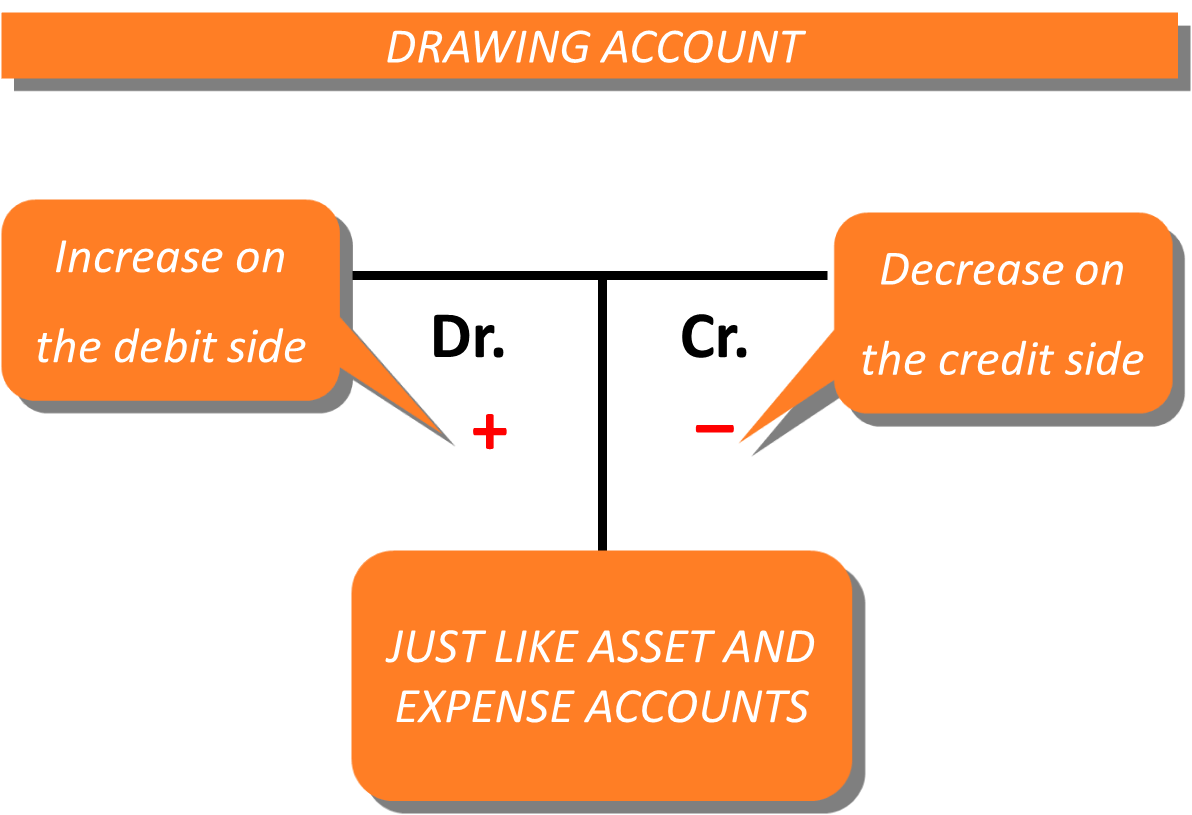 DRAWING ACCOUNT
Increase on
the debit side
Dr.
+
Cr.
–
Decrease on
the credit side
JUST LIKE ASSET AND
EXPENSE ACCOUNTS